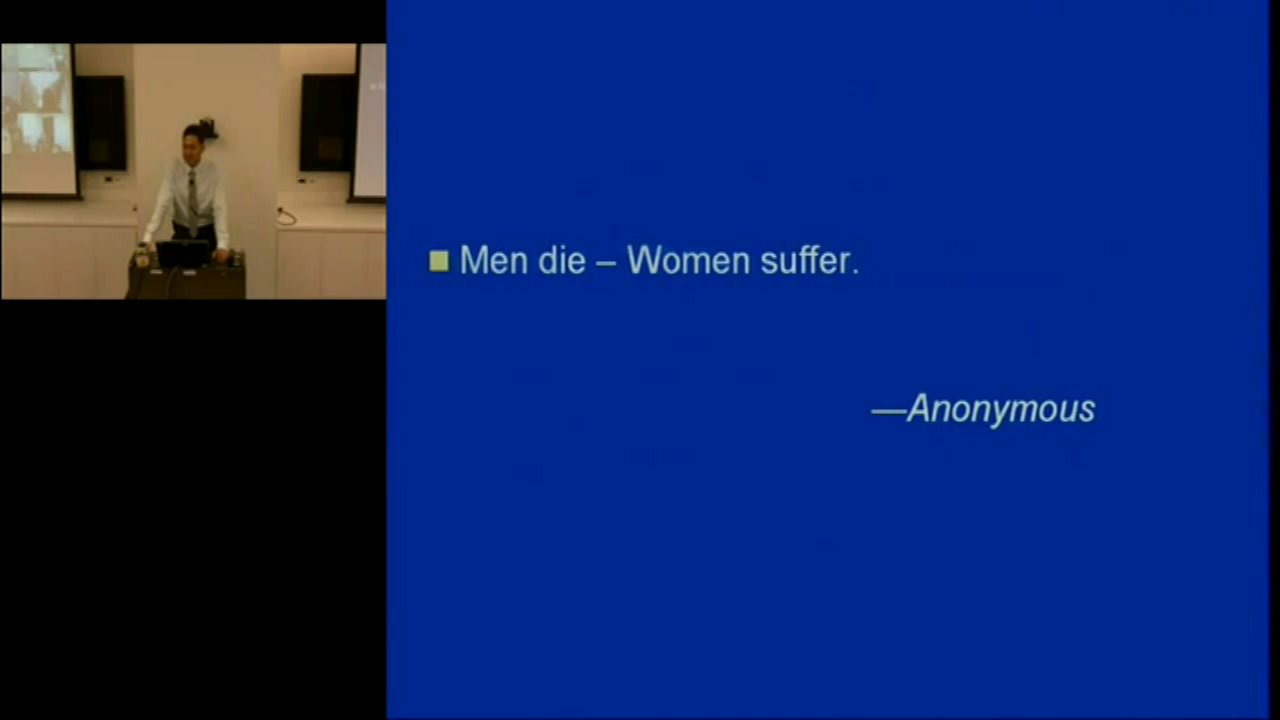 Men die – Women suffer.
—Anonymous